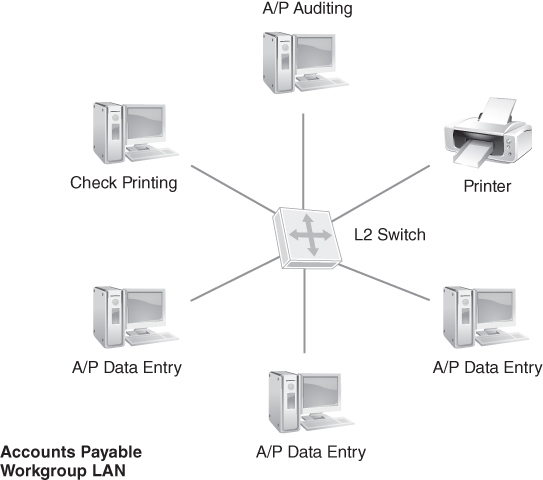 A/P Auditing
Check Printing
Printer
L2 Switch
A/P Data Entry
A/P Data Entry
A/P Data Entry
Accounts Payable
Workgroup LAN